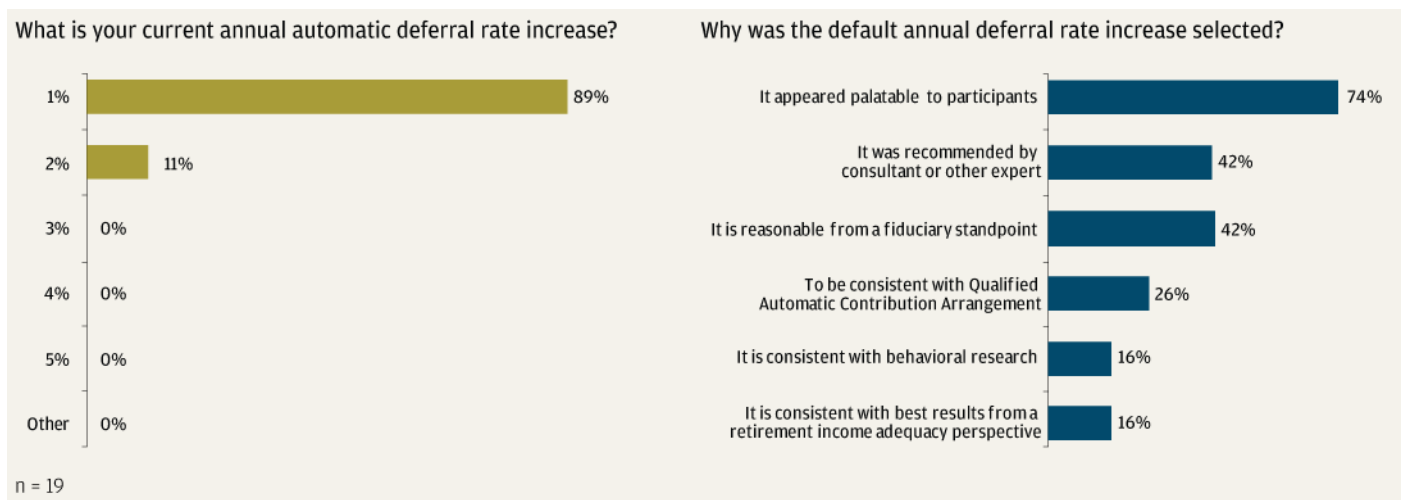 What is your current annual automatic deferral rate increase?
1%
89%
2%
11%
3%
0%
4%
0%
5%
0%
Other
0%
n = 19
Why was the default annual deferral rate increase selected?
It appeared palatable to participants
74%
It was recommended by
consultant or other expert
42%
It is reasonable from a fiduciary standpoint
42%
To be consistent with Qualified
Automatic Contribution Arrangement
26%
It is consistent with behavioral research
16%
It is consistent with best results from a
retirement income adequacy perspective
16%